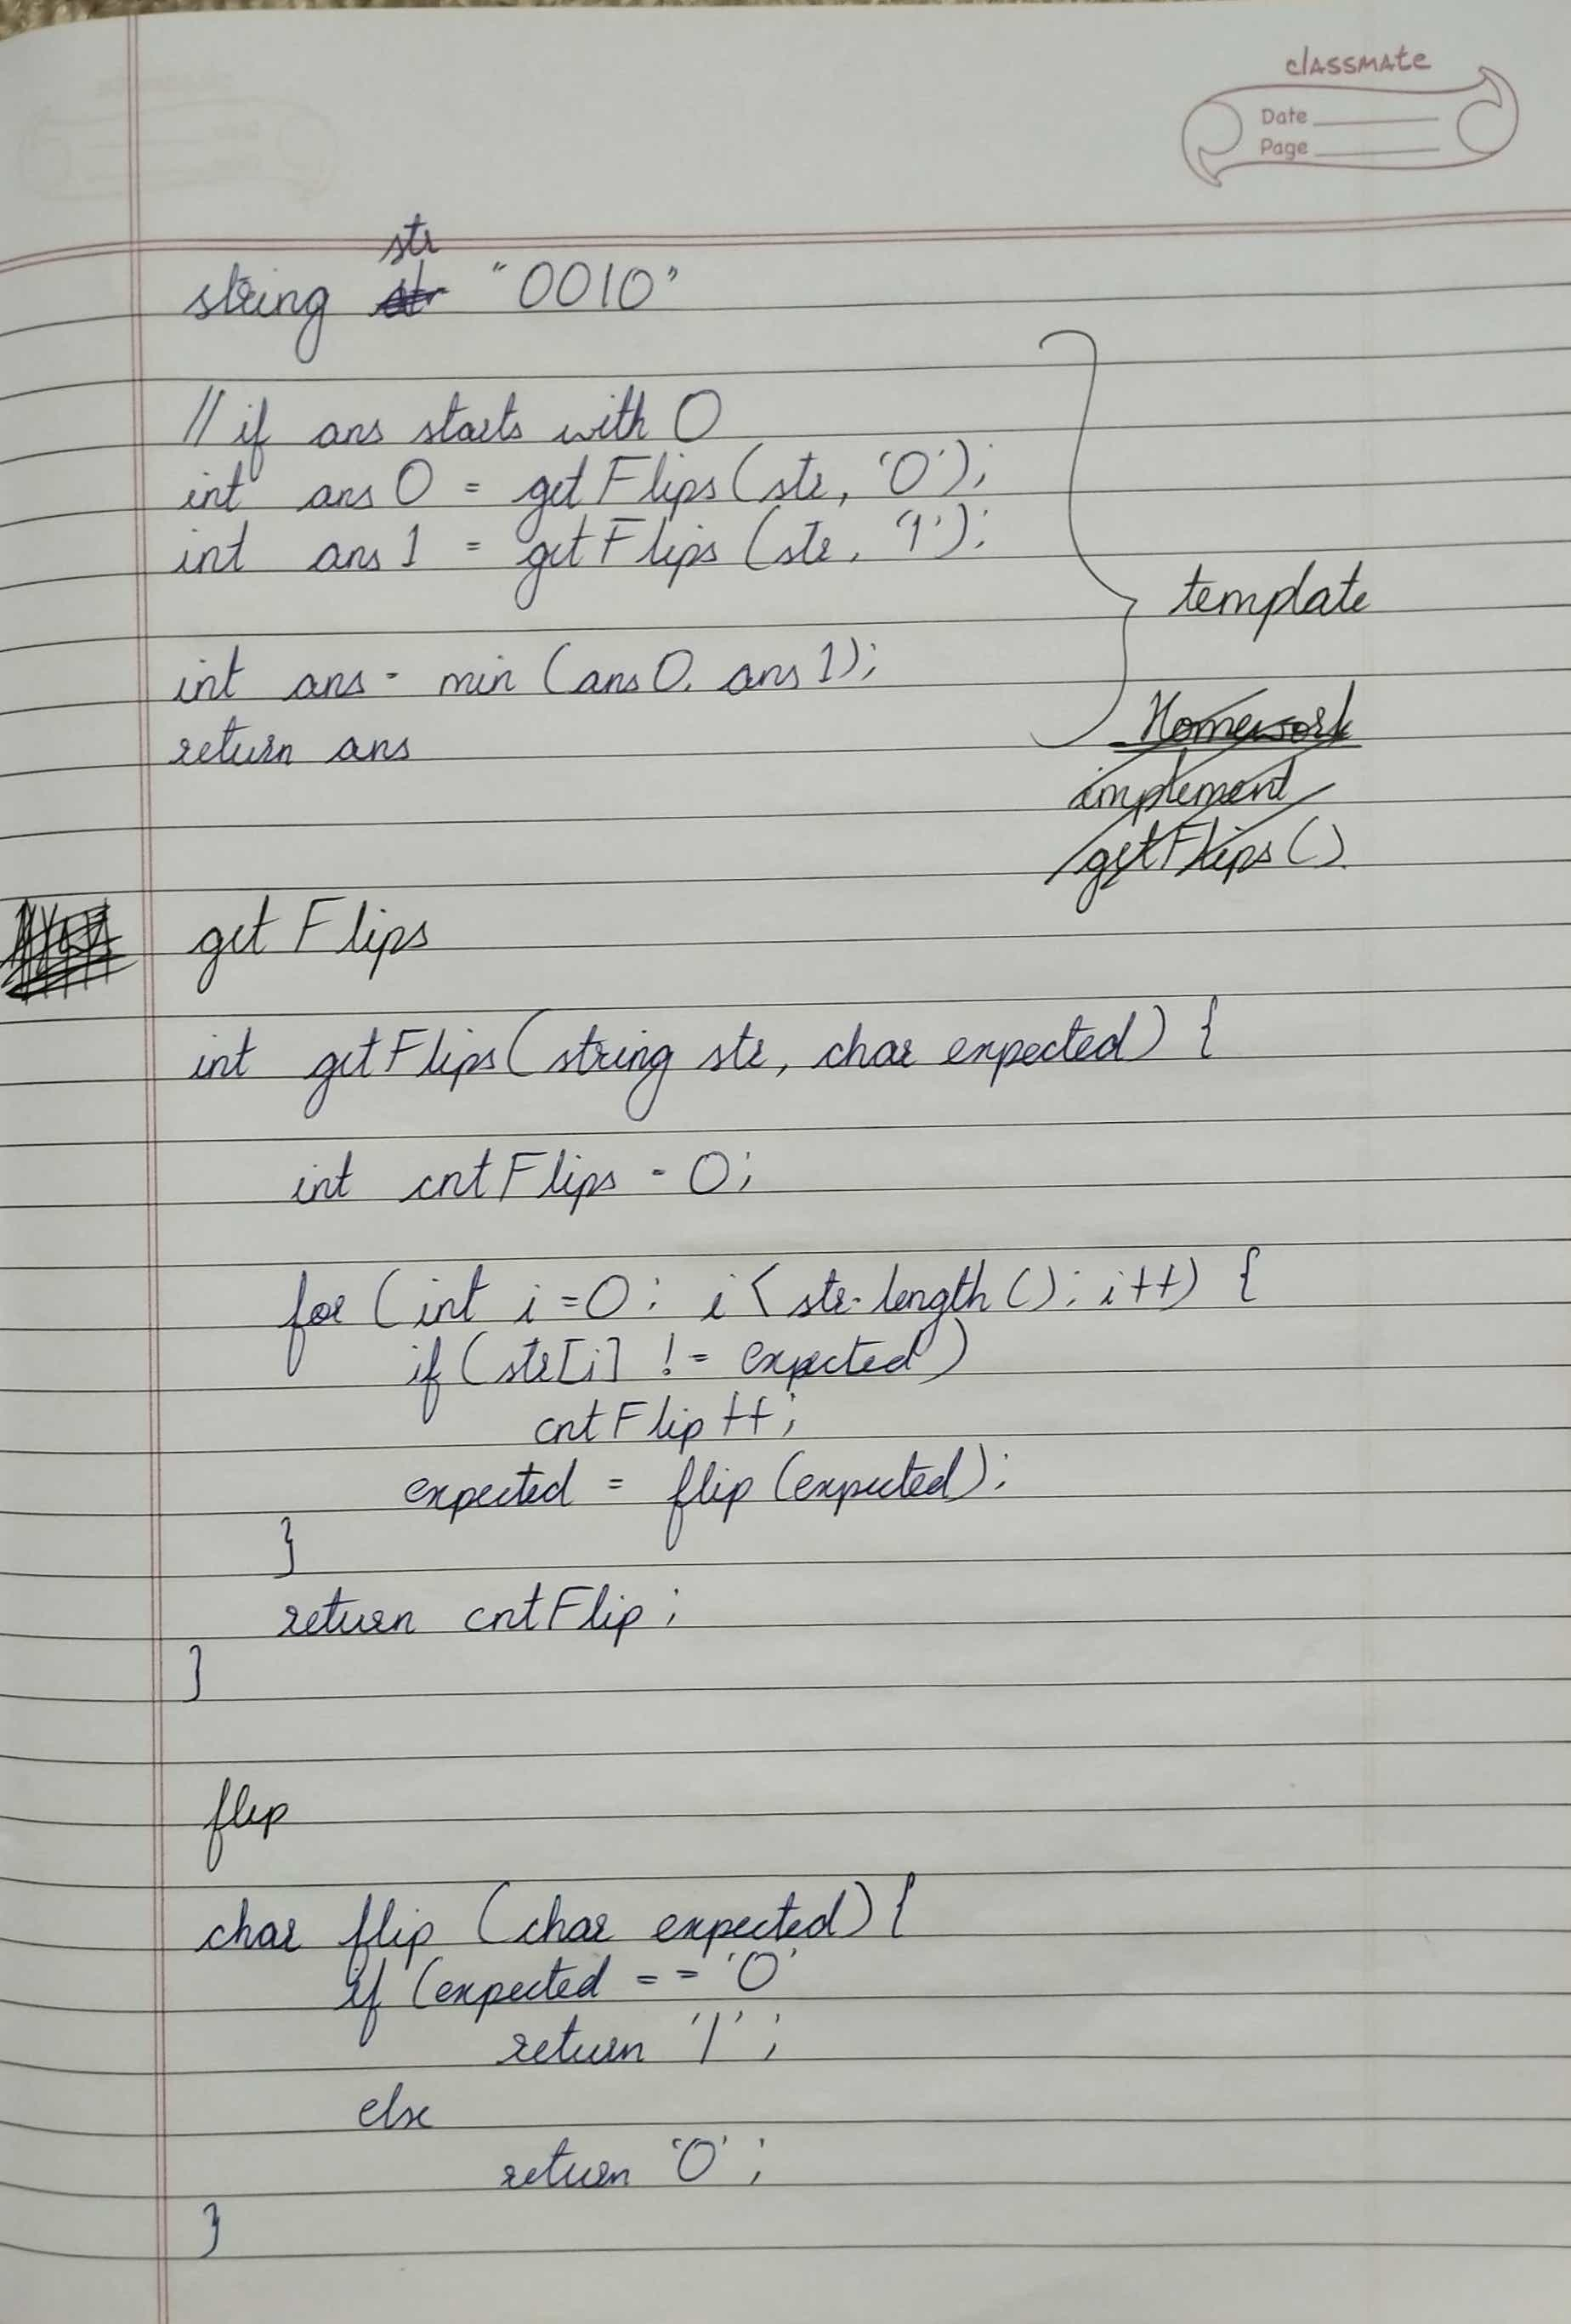 classmate
Date
Page
str
string str "0010"
// if ans starts with 0
int ans0 = getFlips(str, '0');
int ans1 = getFlips(str, '1');
template
int ans = min (ans0, ans1);
return ans
Homework
implement
getFlips()
getFlips
int getFlips(string str, char expected) {
int cntFlips = 0;
for (int i=0; i < str.length(); i++) {
if (str[i] != expected)
cntFlip++;
expected = flip (expected);
}
return cntFlip;
}
flip
char flip (char expected) {
if (expected == '0'
return '1';
else
return '0';
}